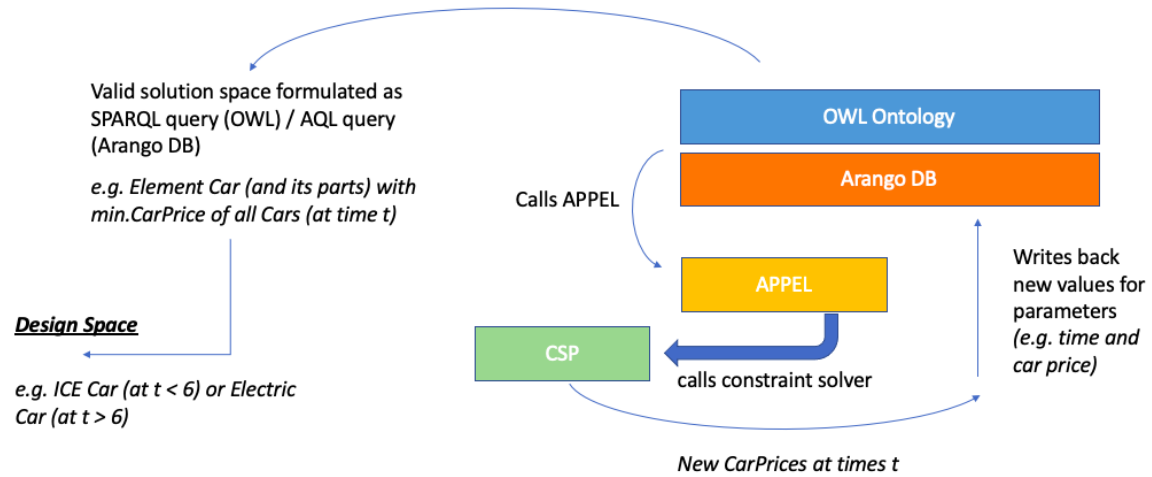 Valid solution space formulated as
SPARQL query (OWL) / AQL query
(Arango DB)
e.g. Element Car (and its parts) with
min.CarPrice of all Cars (at time t)
Design Space
e.g. ICE Car (at t < 6) or Electric
Car (at t > 6)
OWL Ontology
Arango DB
Calls APPEL
APPEL
CSP
calls constraint solver
Writes back
new values for
parameters
(e.g. time and
car price)
New CarPrices at times t